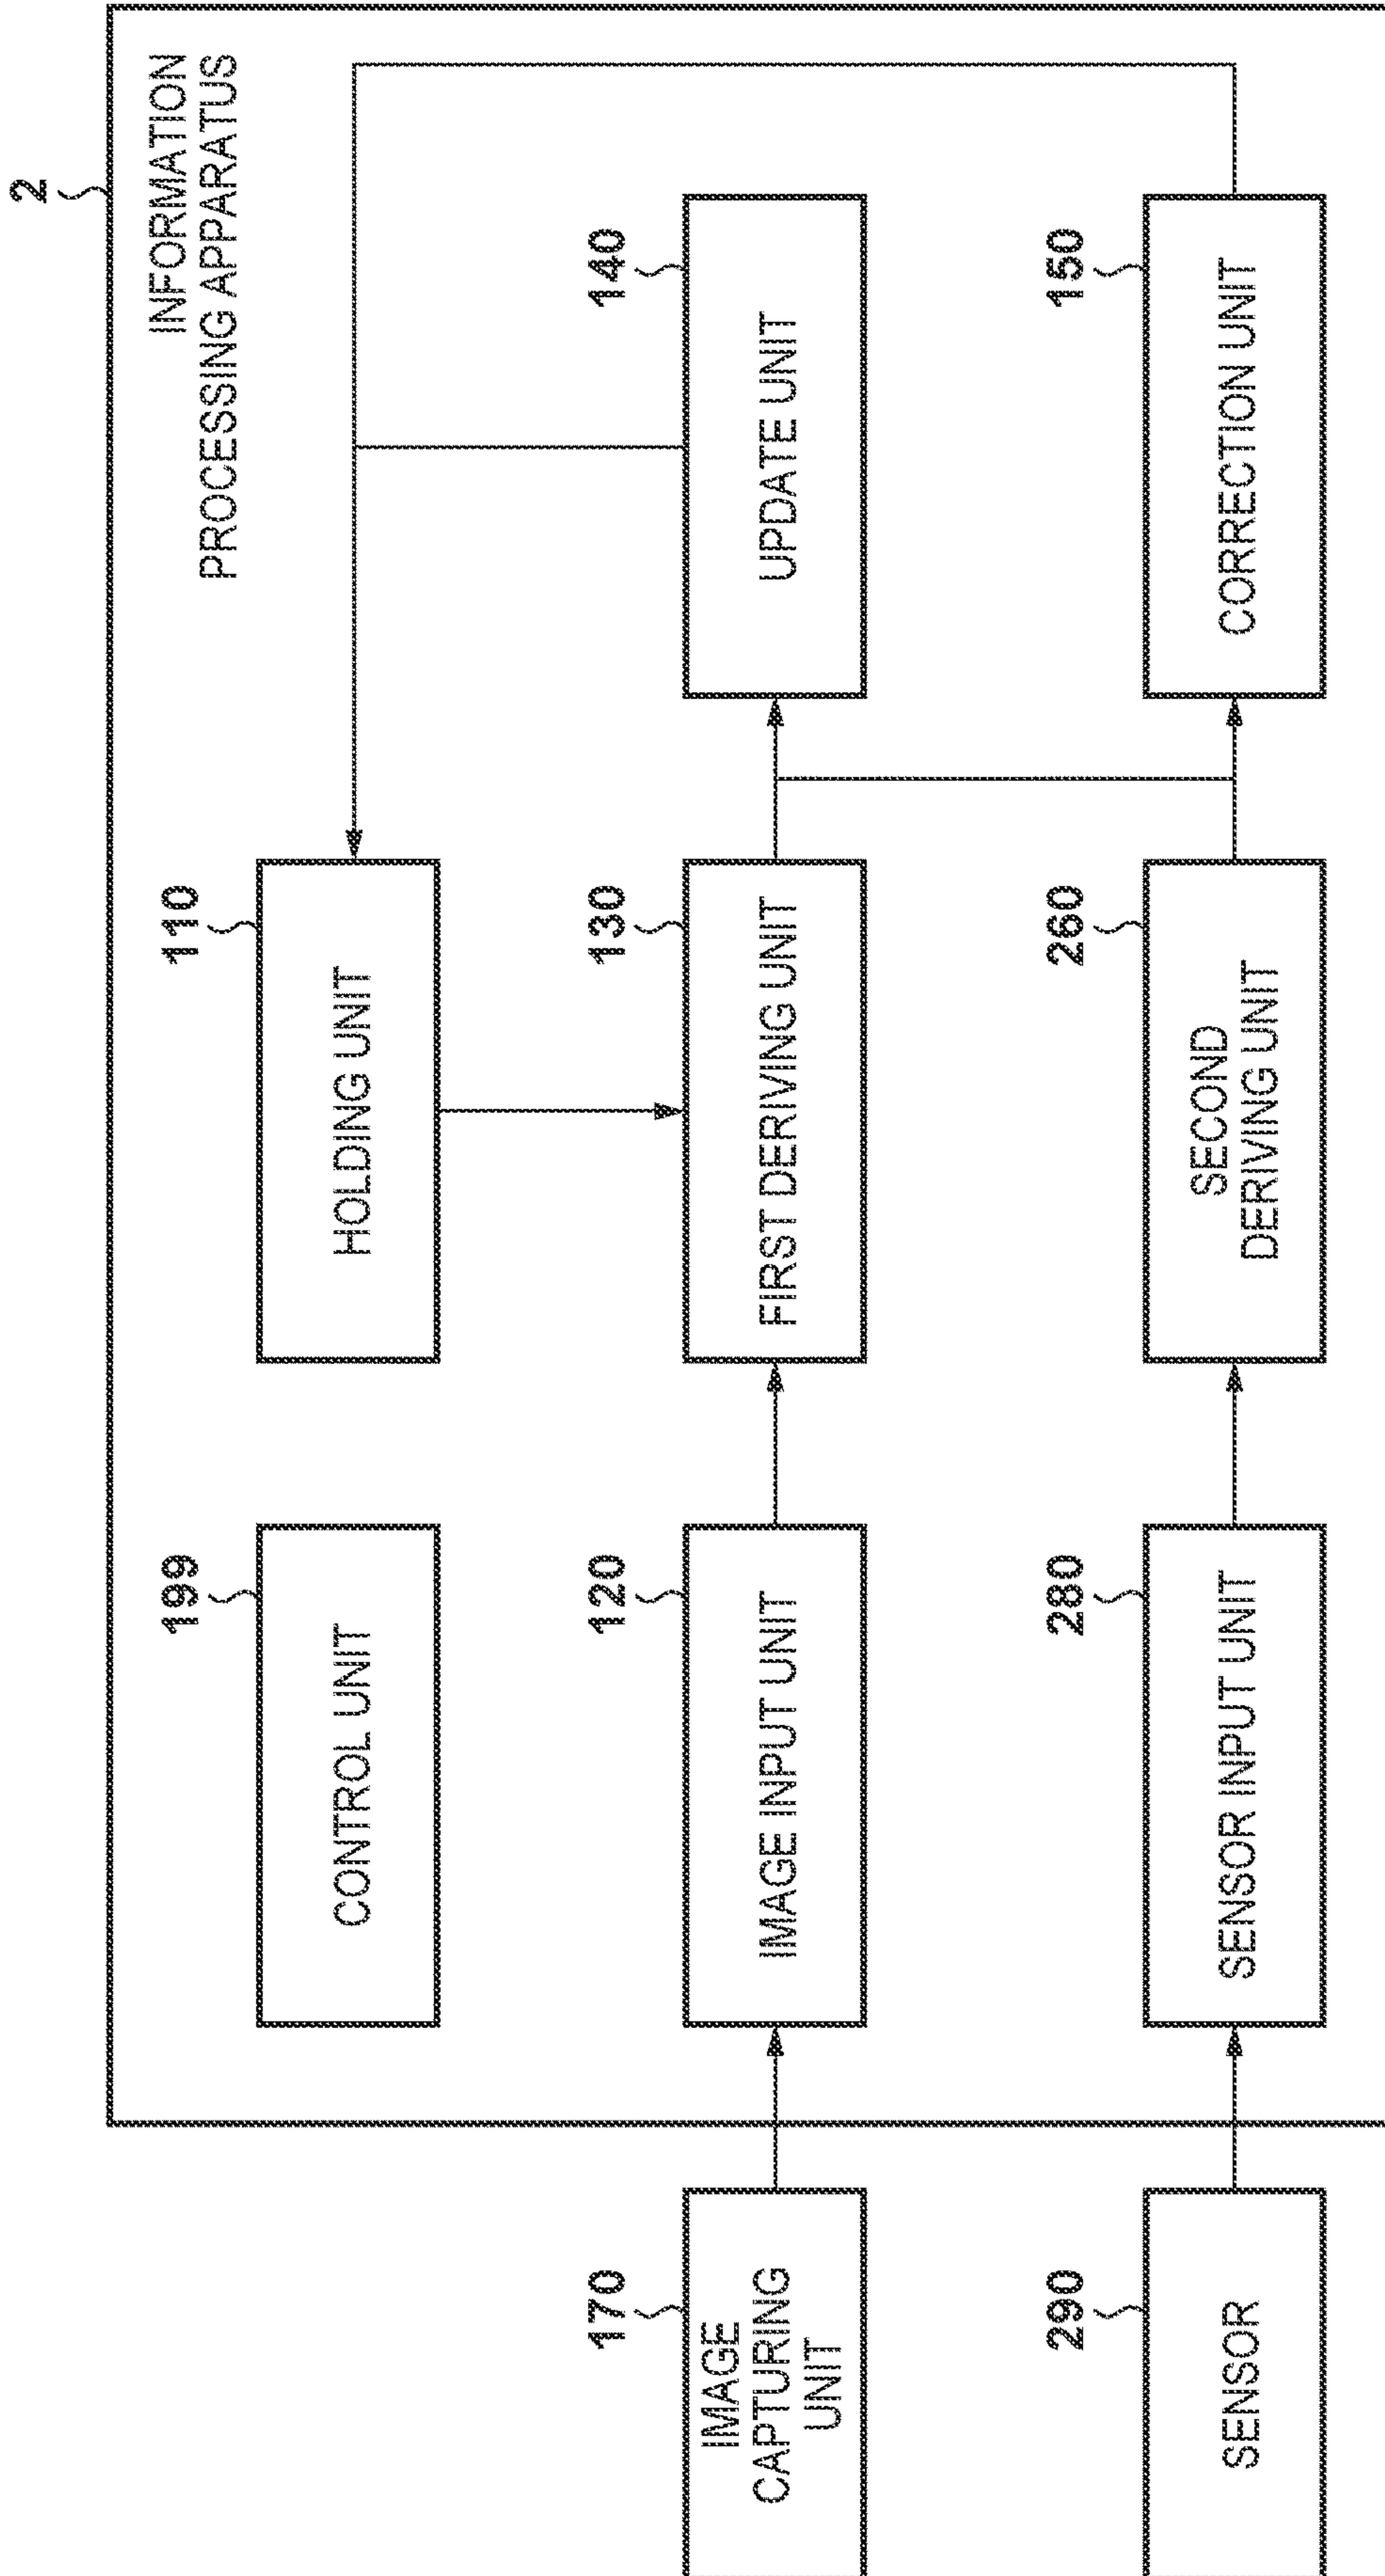 2
INFORMATION
PROCESSING APPARATUS
199
CONTROL UNIT
110
HOLDING UNIT
170
IMAGE
CAPTURING
UNIT
120
IMAGE INPUT UNIT
130
FIRST DERIVING UNIT
140
UPDATE UNIT
290
SENSOR
280
SENSOR INPUT UNIT
260
SECOND
DERIVING UNIT
150
CORRECTION UNIT